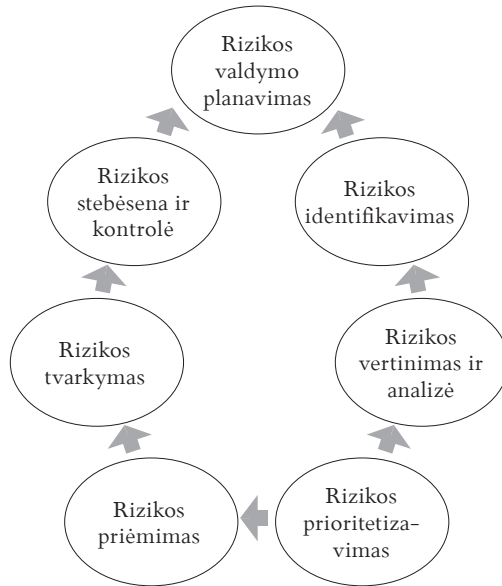 Rizikos
valdymo
planavimas
Rizikos
stebėsena ir
kontrolė
Rizikos
identifikavimas
Rizikos
tvarkymas
Rizikos
vertinimas ir
analizė
Rizikos
priėmimas
Rizikos
prioritetiza-
vimas